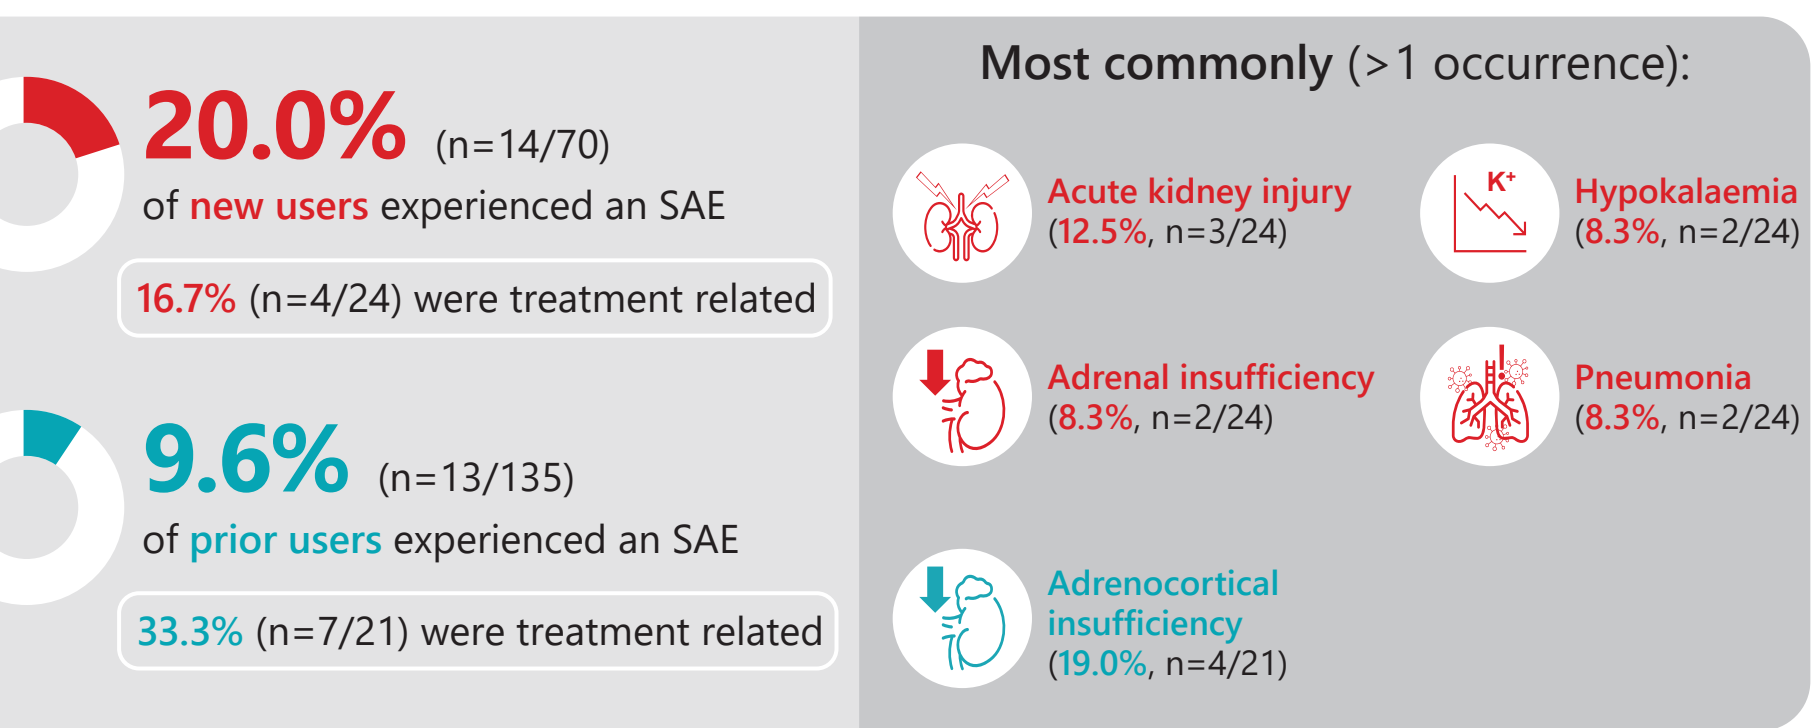 20.0% (n=14/70)
of new users experienced an SAE
16.7% (n=4/24) were treatment related
9.6% (n=13/135)
of prior users experienced an SAE
33.3% (n=7/21) were treatment related
Most commonly (>1 occurrence):
Acute kidney injury
(12.5%, n=3/24)
K+
Hypokalaemia
(8.3%, n=2/24)
Adrenal insufficiency
(8.3%, n=2/24)
!
Pneumonia
(8.3%, n=2/24)
Adrenocortical
insufficiency
(19.0%, n=4/21)